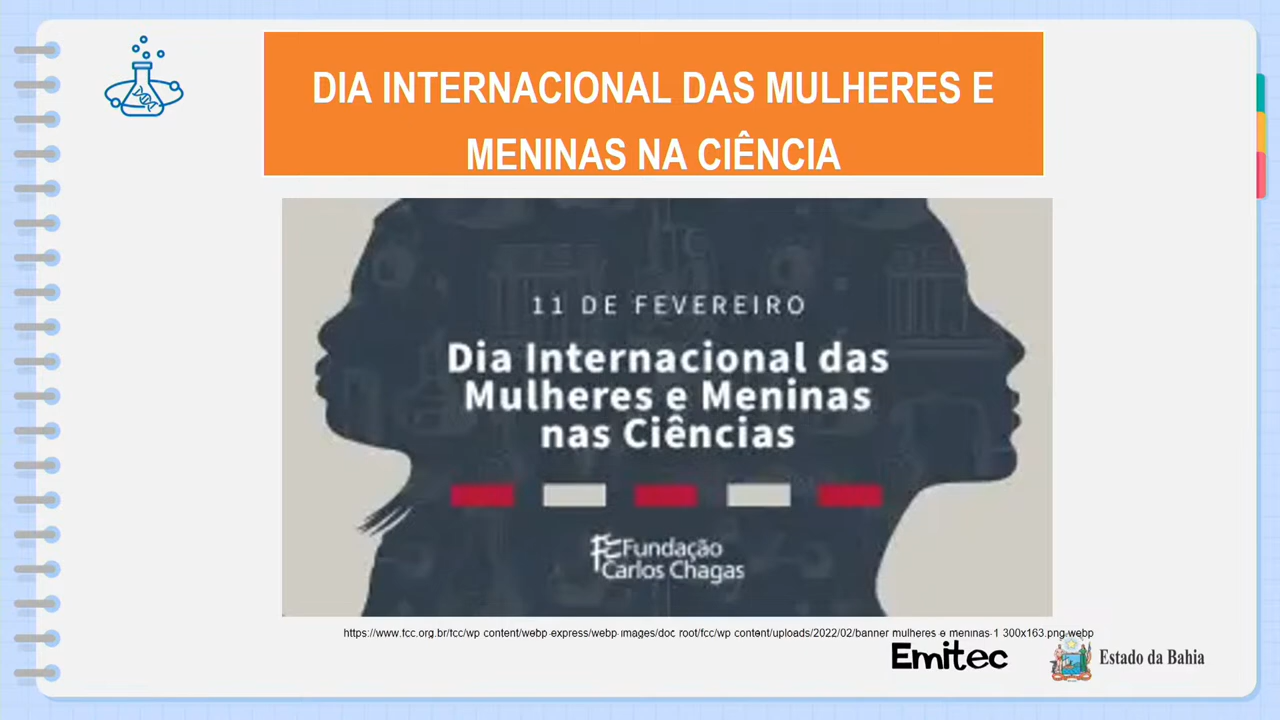 DIA INTERNACIONAL DAS MULHERES E
MENINAS NA CIÊNCIA
11 DE FEVEREIRO
Dia Internacional das
Mulheres e Meninas
nas Ciências
FCC Fundação
Carlos Chagas
https://www.fcc.org.br/fcc/wp content/webp express/webp images/doc root/fcc/wp content/uploads/2022/02/banner mulheres e meninas-1 300x163.png.webp
Emitec
Estado da Bahia